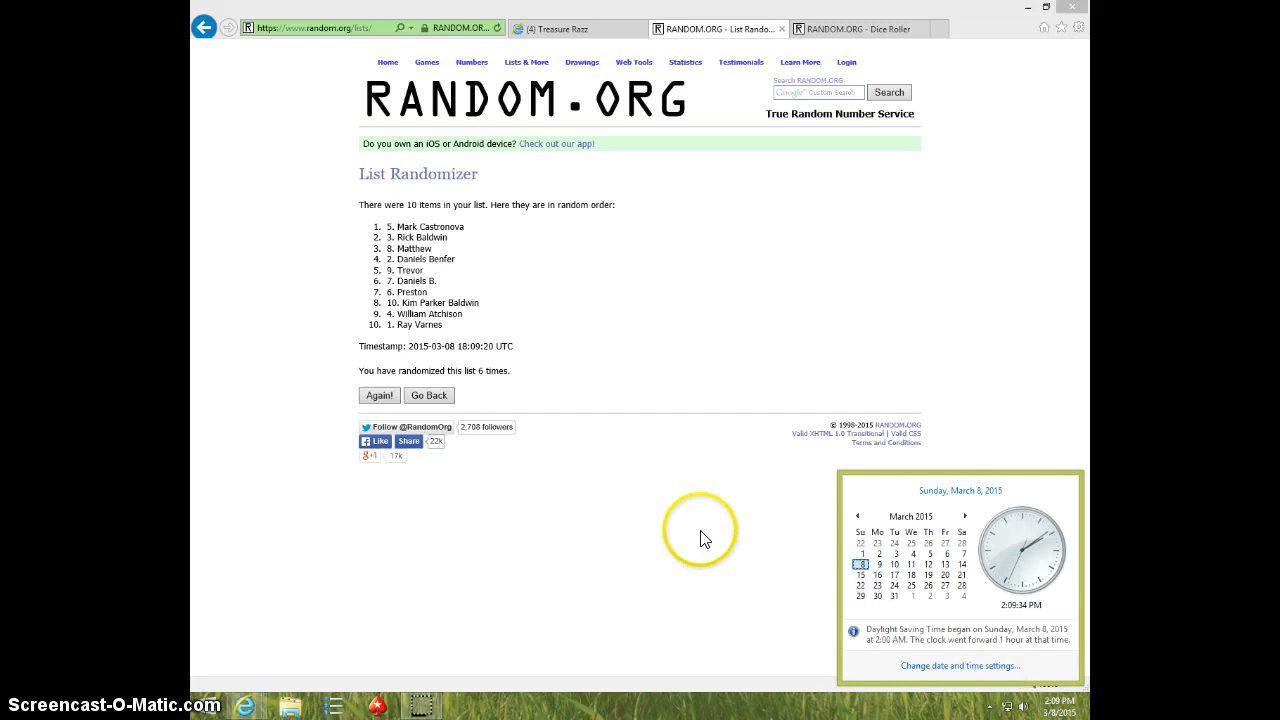 https://www.random.org/lists/
RANDOM.OR...
(4) Treasure Razz
RANDOM.ORG - List Rando...
RANDOM.ORG - Dice Roller
Home Games Numbers Lists & More Drawings Web Tools Statistics Testimonials Learn More Login
RANDOM.ORG
Search RANDOM.ORG
Google™ Custom Search
Search
True Random Number Service
Do you own an iOS or Android device? Check out our app!
List Randomizer
There were 10 items in your list. Here they are in random order:
1. 5. Mark Castronova
2. 3. Rick Baldwin
3. 8. Matthew
4. 2. Daniels Benfer
5. 9. Trevor
6. 7. Daniels B.
7. 6. Preston
8. 10. Kim Parker Baldwin
9. 4. William Atchison
10. 1. Ray Varnes
Timestamp: 2015-03-08 18:09:20 UTC
You have randomized this list 6 times.
Again! Go Back
Follow @RandomOrg 2,708 followers
Like Share 22k
g+1 17k
© 1998-2015 RANDOM.ORG
Valid XHTML 1.0 Transitional | Valid CSS
Terms and Conditions
Sunday, March 8, 2015
March 2015
Su Mo Tu We Th Fr Sa
22 23 24 25 26 27 28
1 2 3 4 5 6 7
8 9 10 11 12 13 14
15 16 17 18 19 20 21
22 23 24 25 26 27 28
29 30 31 1 2 3 4
2:09:34 PM
Daylight Saving Time began on Sunday, March 8, 2015
at 2:00 AM. The clock went forward 1 hour at that time.
Change date and time settings...
Screencast-O-Matic.com
2:09 PM
3/8/2015